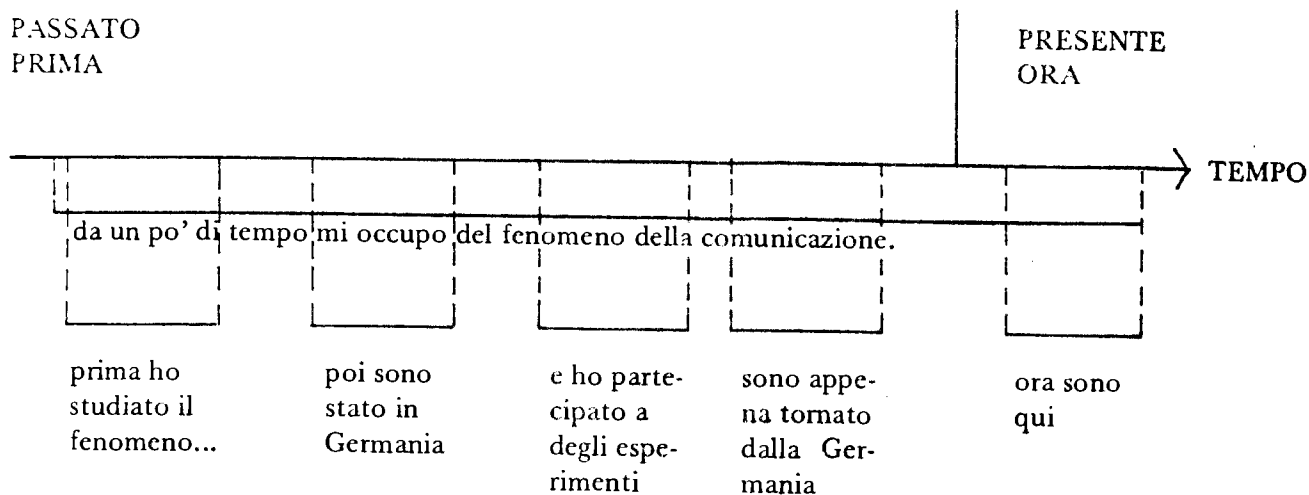 PASSATO
PRIMA
PRESENTE
ORA
TEMPO
da un po' di tempo mi occupo del fenomeno della comunicazione.
prima ho
studiato il
fenomeno...
poi sono
stato in
Germania
e ho parte-
cipato a
degli espe-
rimenti
sono appe-
na tornato
dalla Ger-
mania
ora sono
qui